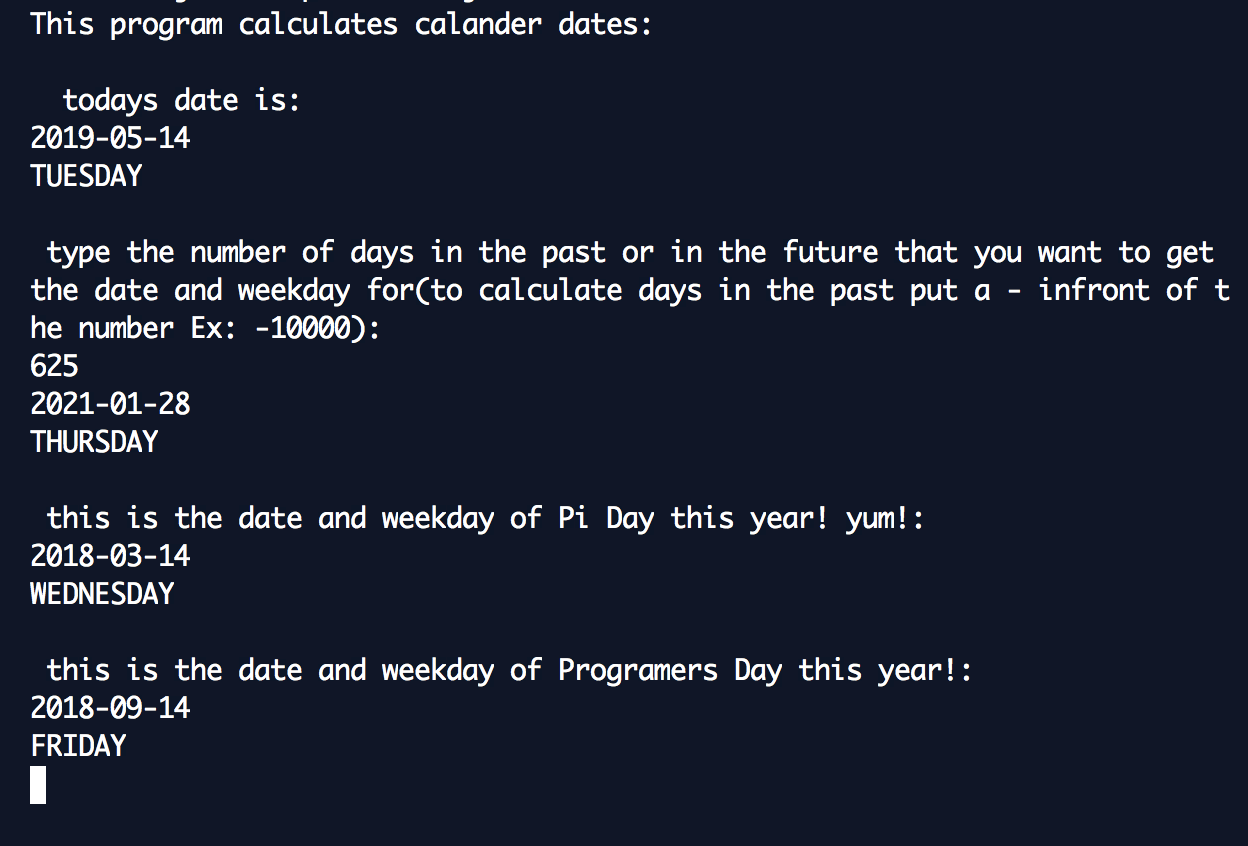 This program calculates calander dates:
todays date is:
2019-05-14
TUESDAY
type the number of days in the past or in the future that you want to get
the date and weekday for(to calculate days in the past put a - infront of t
he number Ex: -10000):
625
2021-01-28
THURSDAY
this is the date and weekday of Pi Day this year! yum!:
2018-03-14
WEDNESDAY
this is the date and weekday of Programers Day this year!:
2018-09-14
FRIDAY